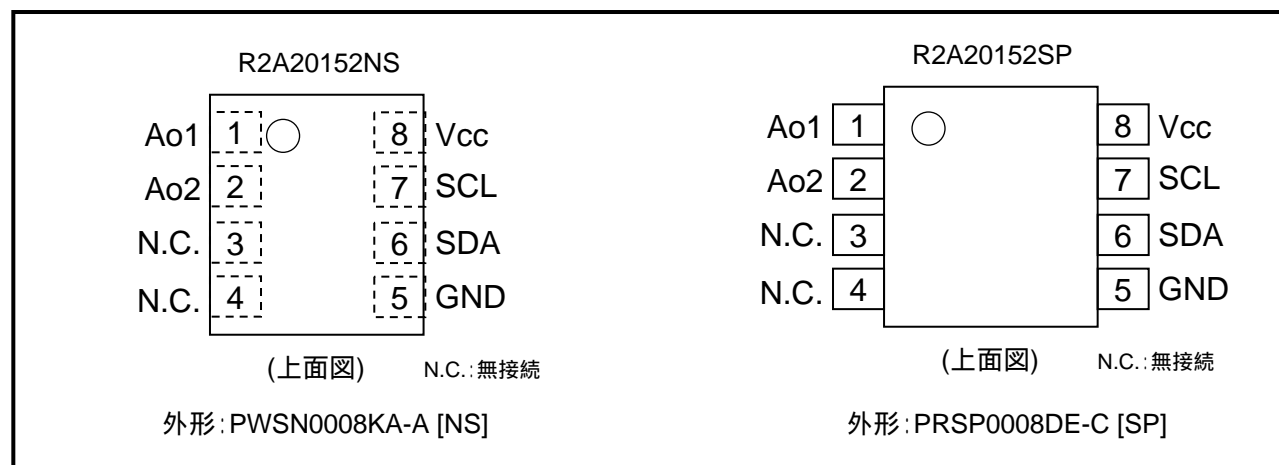 R2A20152NS
Ao1 1 8 Vcc
Ao2 2 7 SCL
N.C. 3 6 SDA
N.C. 4 5 GND
(上面図) N.C.:無接続
外形:PWSN0008KA-A [NS]
R2A20152SP
Ao1 1 8 Vcc
Ao2 2 7 SCL
N.C. 3 6 SDA
N.C. 4 5 GND
(上面図) N.C.:無接続
外形:PRSP0008DE-C [SP]